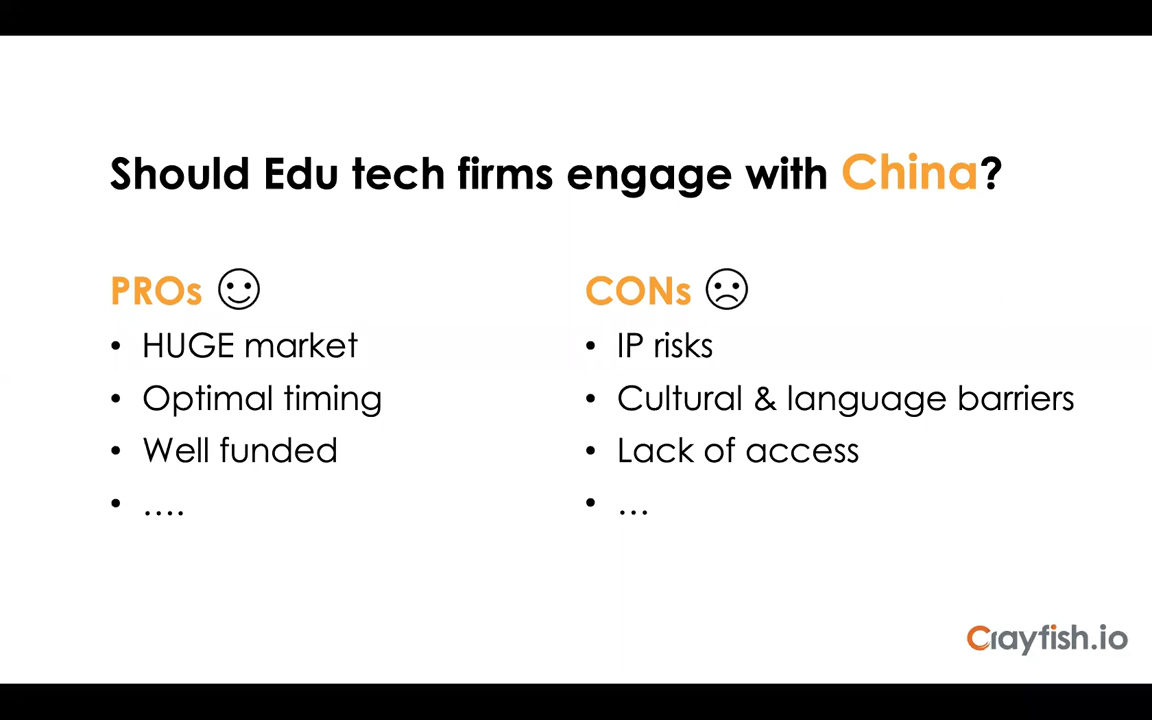 Should Edu tech firms engage with China?
PROs
• HUGE market
• Optimal timing
• Well funded
• ....
CONs
• IP risks
• Cultural & language barriers
• Lack of access
• ...
Crayfish.io